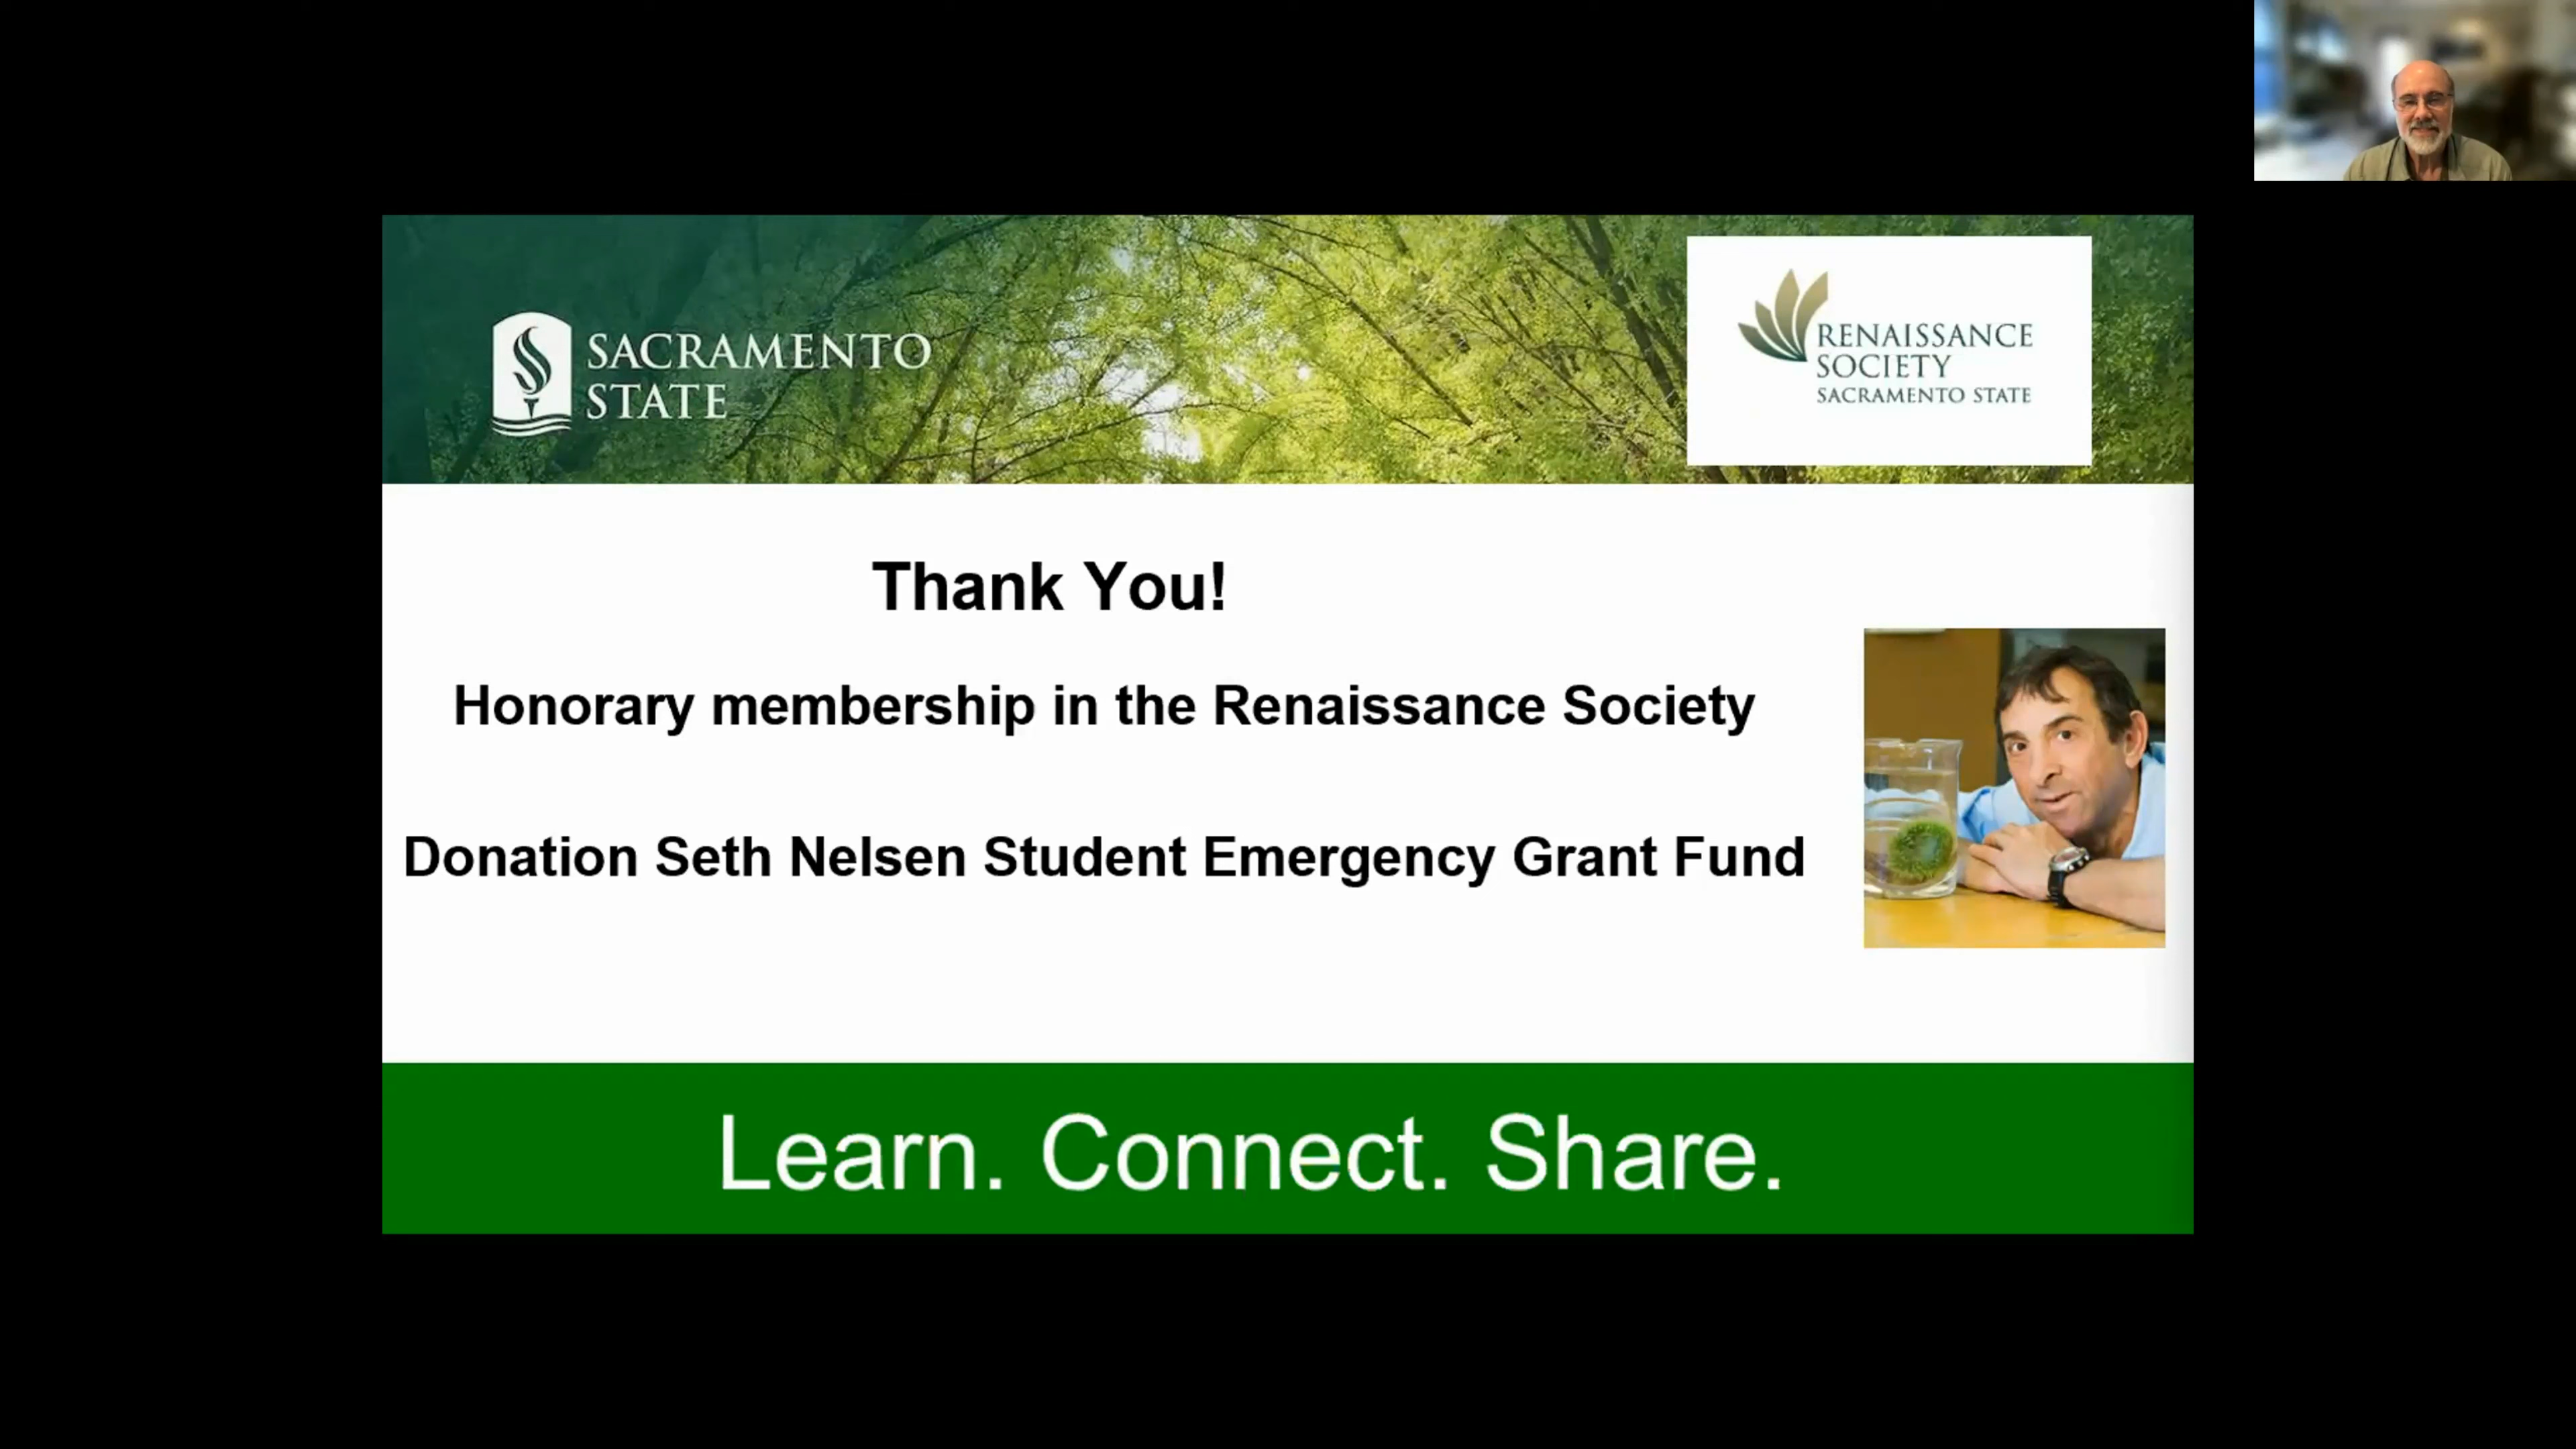 SACRAMENTO
STATE
RENAISSANCE
SOCIETY
SACRAMENTO STATE
Thank You!
Honorary membership in the Renaissance Society
Donation Seth Nelsen Student Emergency Grant Fund
Learn. Connect. Share.